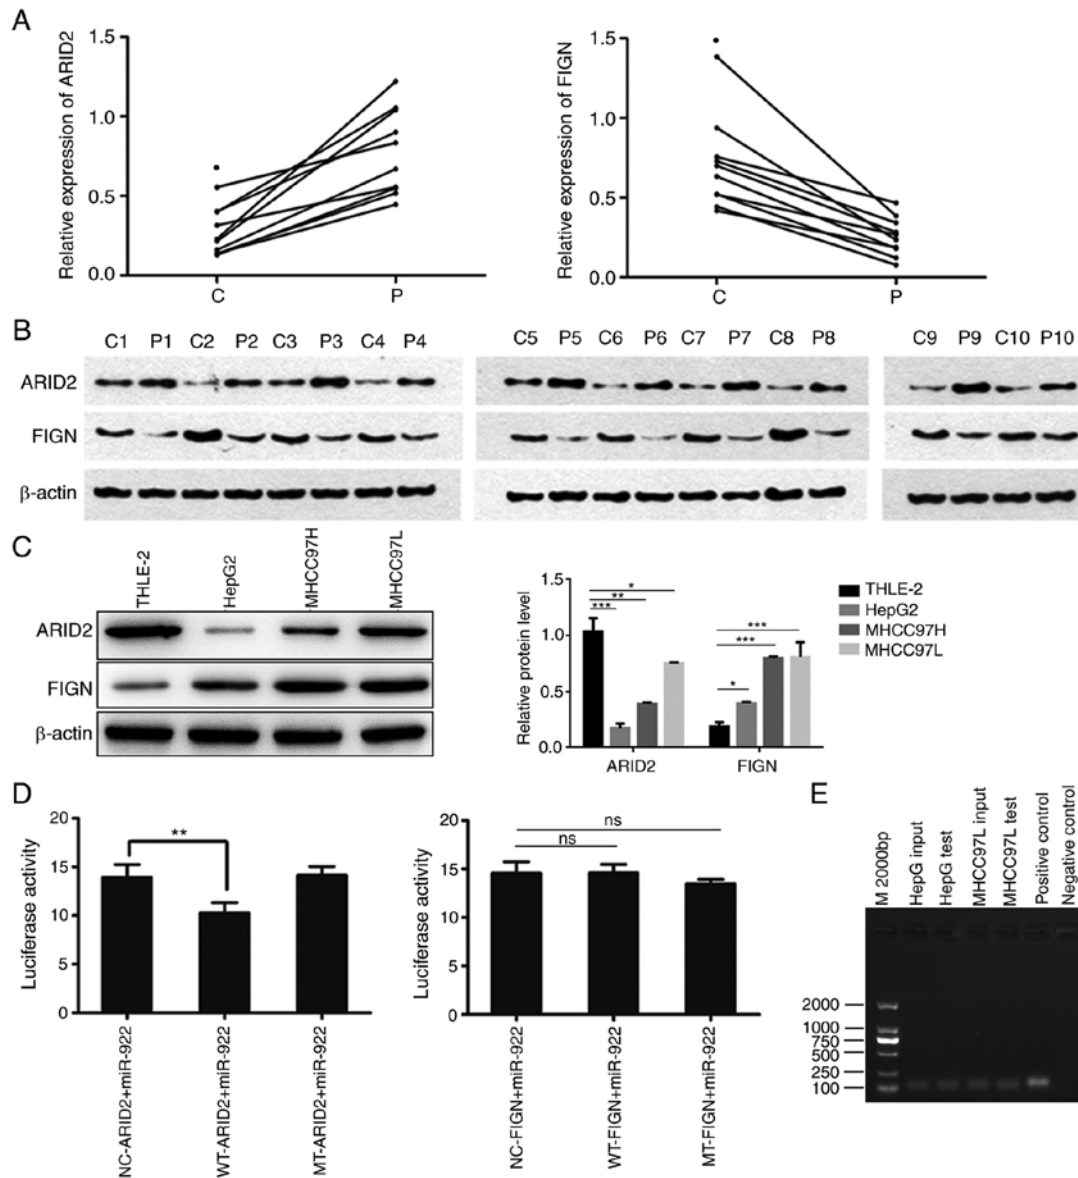 A
Relative expression of ARID2
1.5
1.0
0.5
0.0
C P
Relative expression of FIGN
1.5
1.0
0.5
0.0
C P
B
C1 P1 C2 P2 C3 P3 C4 P4
C5 P5 C6 P6 C7 P7 C8 P8
C9 P9 C10 P10
ARID2
FIGN
β-actin
C
THLE-2
HepG2
MHCC97H
MHCC97L
ARID2
FIGN
β-actin
Relative protein level
1.5
1.0
0.5
0.0
*
**
***
***
***
*
ARID2 FIGN
THLE-2
HepG2
MHCC97H
MHCC97L
D
Luciferase activity
20
15
10
5
0
**
NC-ARID2+miR-922
WT-ARID2+miR-922
MT-ARID2+miR-922
Luciferase activity
20
15
10
5
0
ns
ns
NC-FIGN+miR-922
WT-FIGN+miR-922
MT-FIGN+miR-922
E
M 2000bp
HepG input
HepG test
MHCC97L input
MHCC97L test
Positive control
Negative control
2000
1000
750
500
250
100